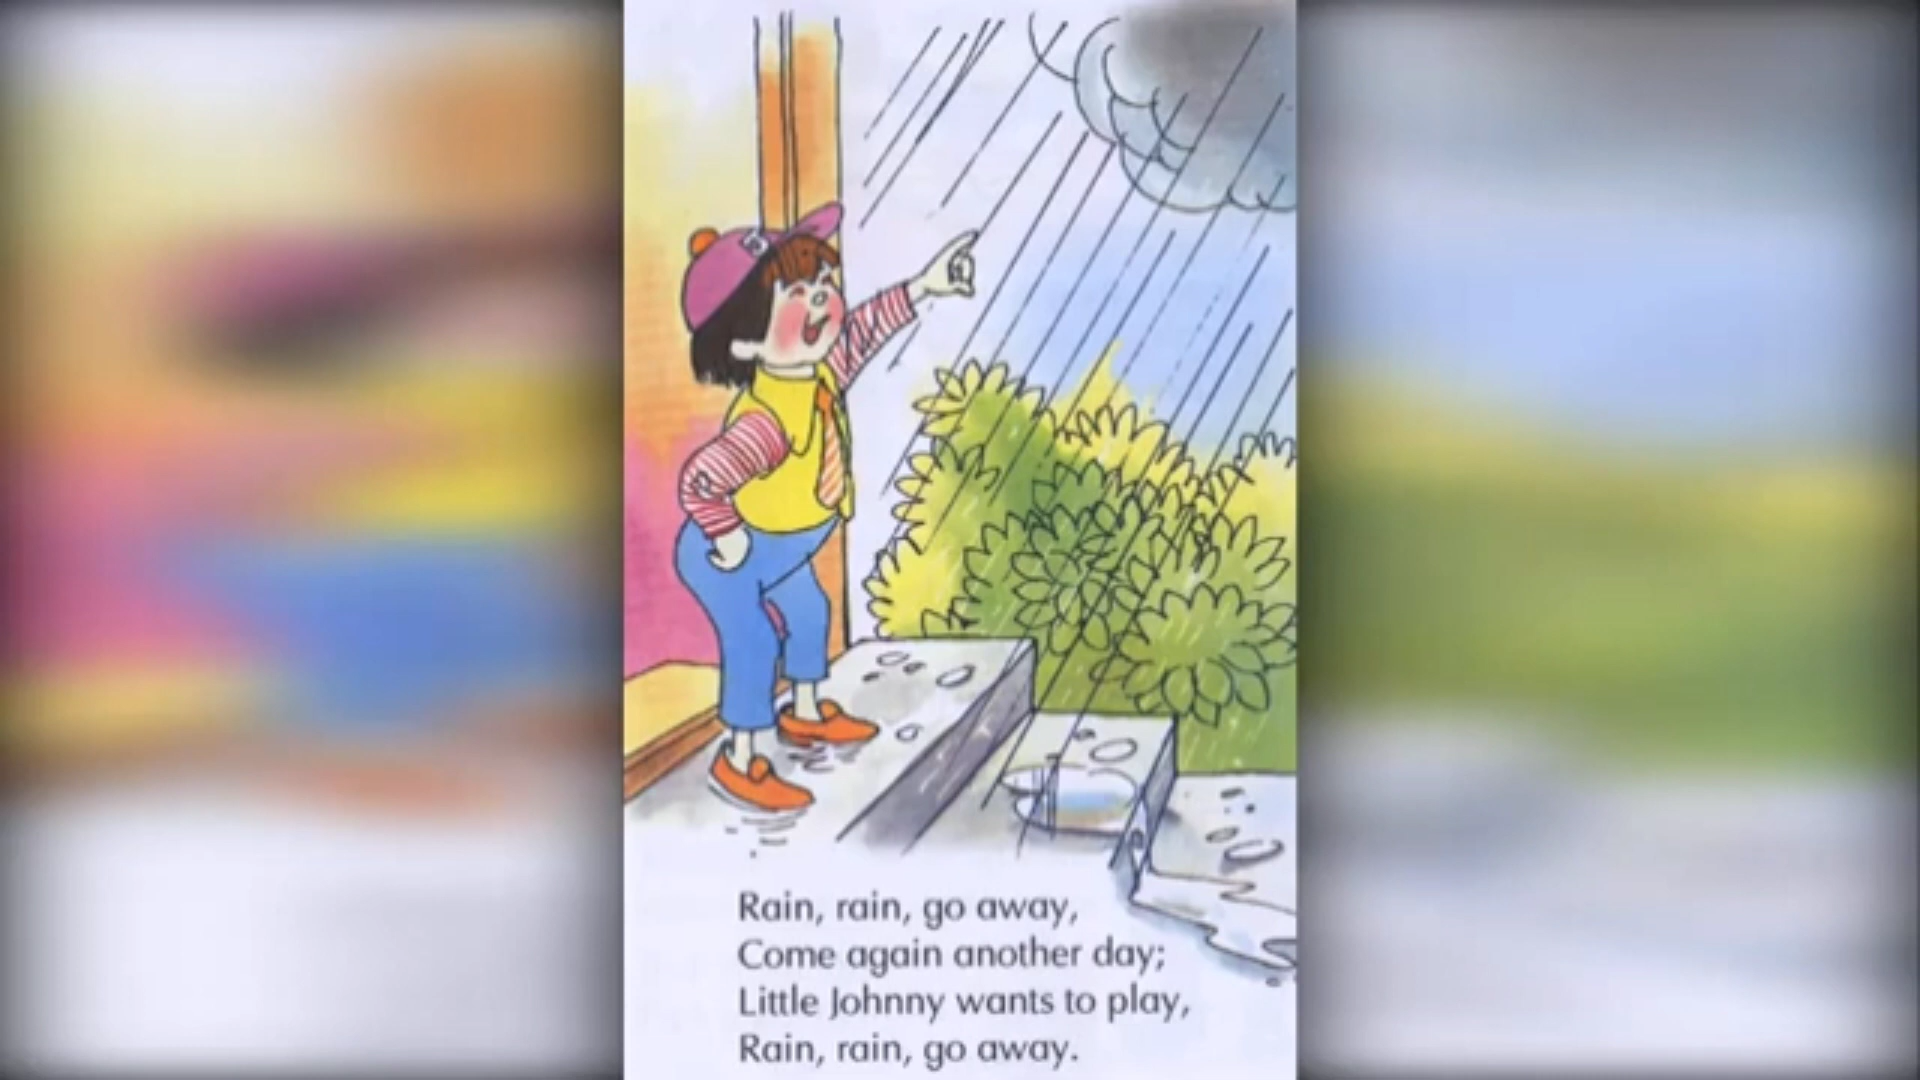 Rain, rain, go away,
Come again another day;
Little Johnny wants to play,
Rain, rain, go away.